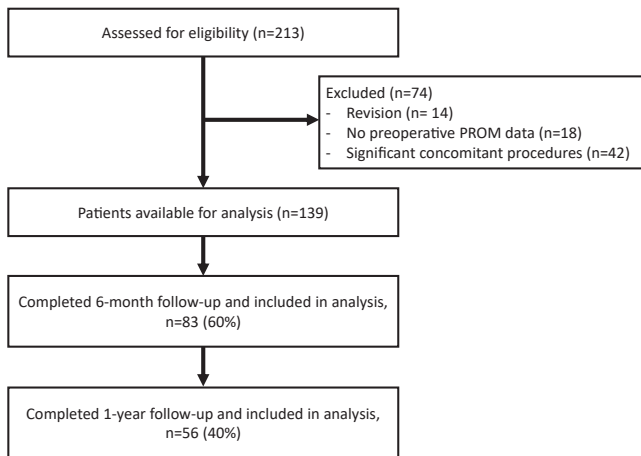 Assessed for eligibility (n=213)
Excluded (n=74)
- Revision (n= 14)
- No preoperative PROM data (n=18)
- Significant concomitant procedures (n=42)
Patients available for analysis (n=139)
Completed 6-month follow-up and included in analysis,
n=83 (60%)
Completed 1-year follow-up and included in analysis,
n=56 (40%)